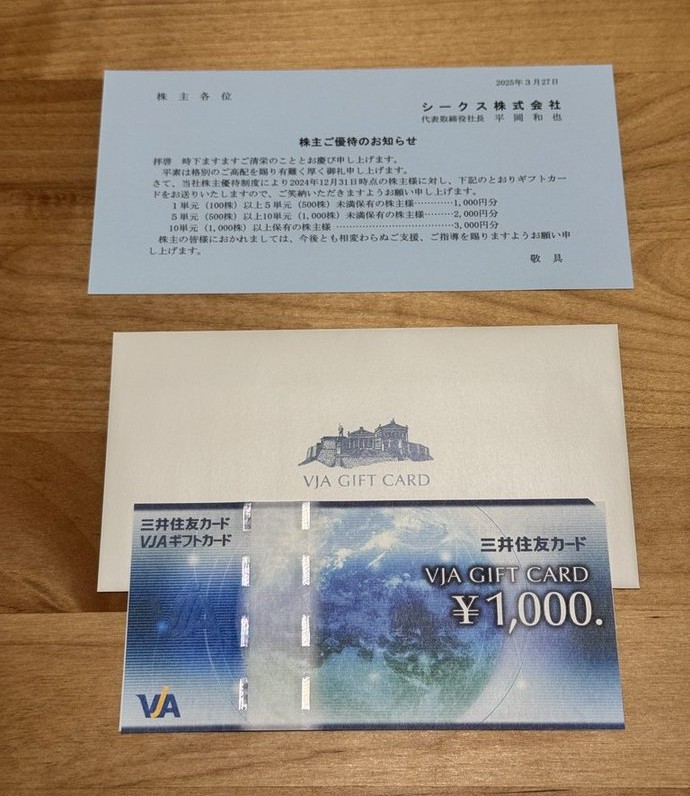 2025年3月27日
株主各位
シークス株式会社
代表取締役社長 平岡和也
株主ご優待のお知らせ
拝啓 時下ますますご清栄のこととお慶び申し上げます。
平素は格別のご高配を賜り有難く厚く御礼申し上げます。
さて、当社株主優待制度により2024年12月31日時点の株主様に対し、下記のとおりギフトカー
ドをお送りいたしますので、ご笑納いただきますようお願い申し上げます。
1単元(100株)以上5単元(500株)未満保有の株主様…………1,000円分
5単元(500株)以上10単元(1,000株)未満保有の株主様………2,000円分
10単元(1,000株)以上保有の株主様 ……………………………3,000円分
株主の皆様におかれましては、今後とも相変わらぬご支援、ご指導を賜りますようお願い申
し上げます。
敬具
VJA GIFT CARD
三井住友カード
VJAギフトカード
三井住友カード
VJA GIFT CARD
¥1,000.
VJA